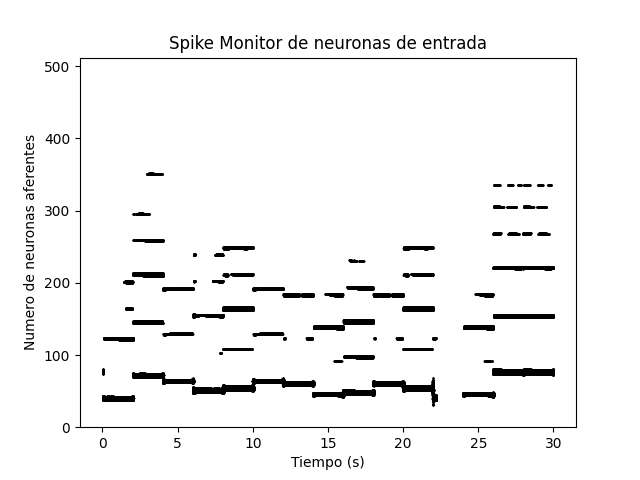 Spike Monitor de neuronas de entrada
500
400
300
200
100
0
Numero de neuronas aferentes
0 5 10 15 20 25 30
Tiempo (s)